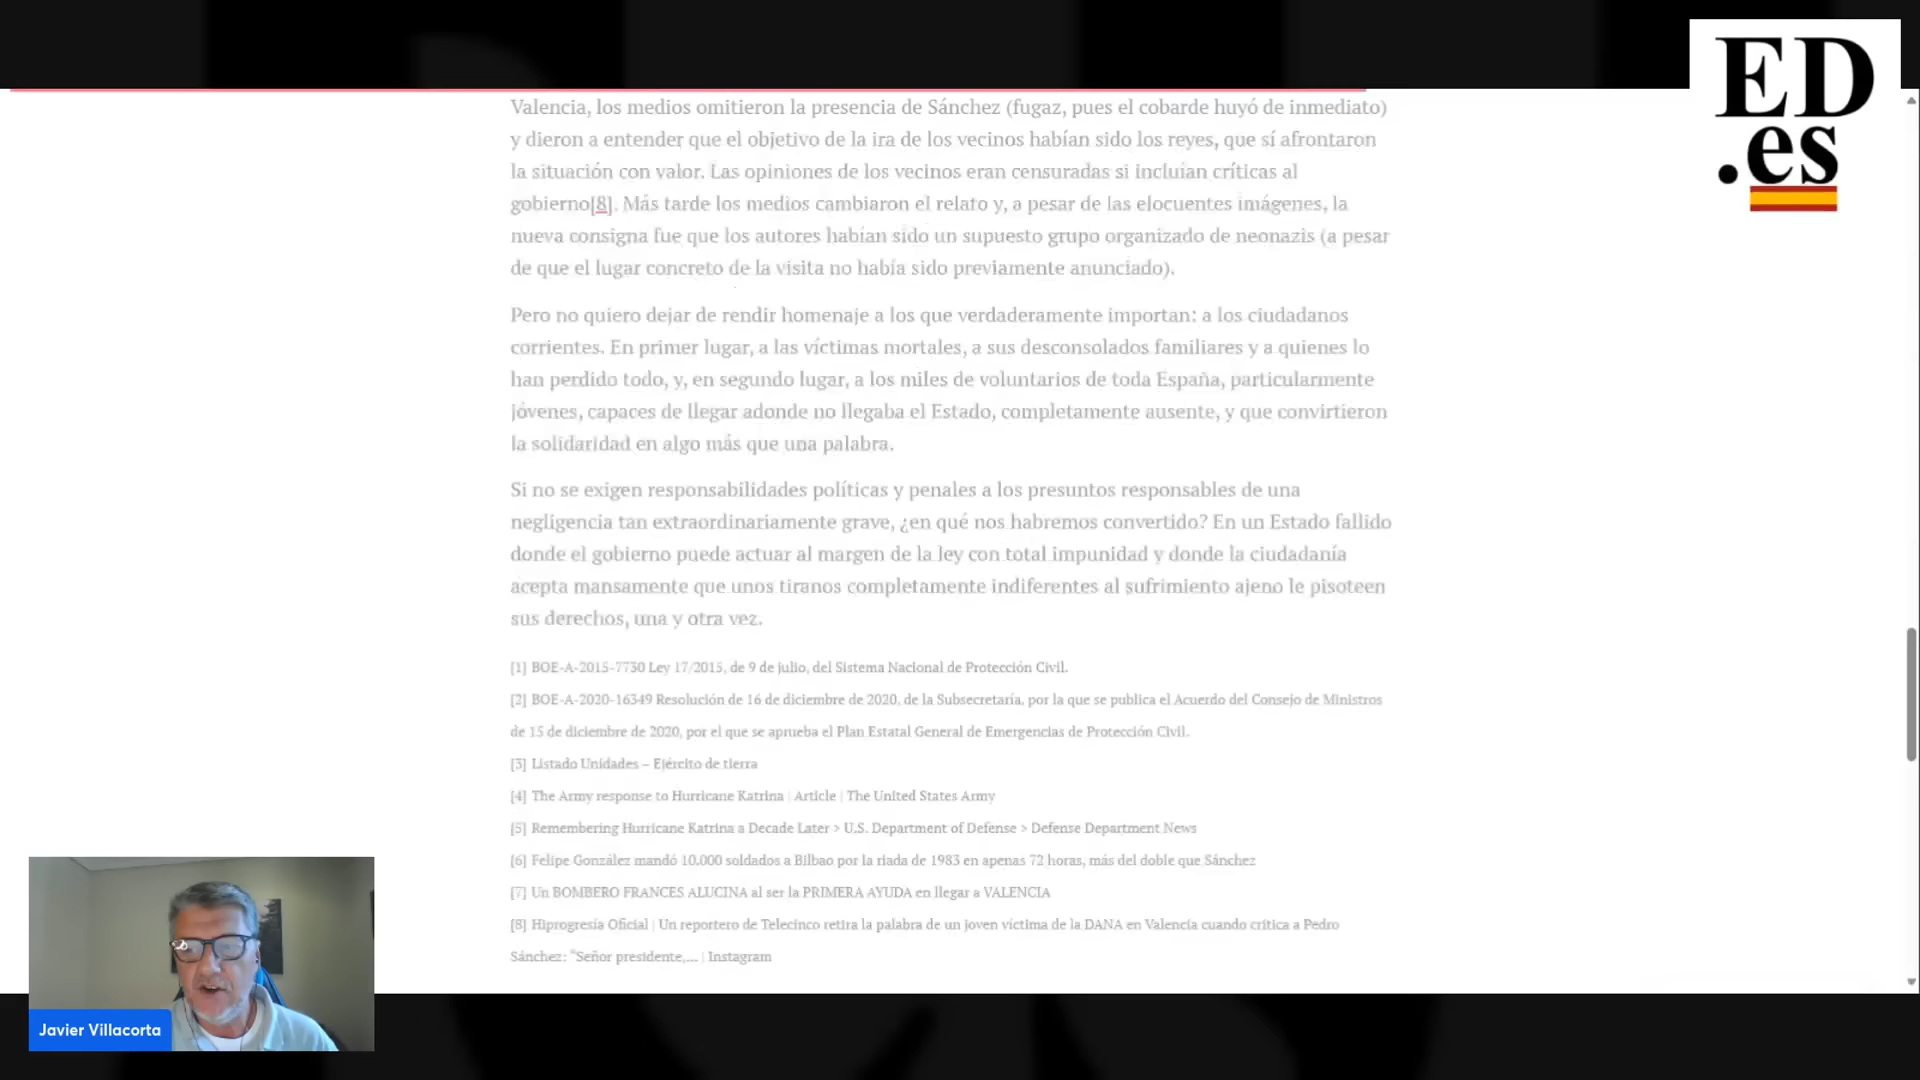 ED
.es
Valencia, los medios omitieron la presencia de Sánchez (fugaz, pues el cobarde huyó de inmediato)
y dieron a entender que el objetivo de la ira de los vecinos habían sido los reyes, que sí afrontaron
la situación con valor. Las opiniones de los vecinos eran censuradas si incluían críticas al
gobierno[8]. Más tarde los medios cambiaron el relato y, a pesar de las elocuentes imágenes, la
nueva consigna fue que los autores habían sido un supuesto grupo organizado de neonazis (a pesar
de que el lugar concreto de la visita no había sido previamente anunciado).
Pero no quiero dejar de rendir homenaje a los que verdaderamente importan: a los ciudadanos
corrientes. En primer lugar, a las víctimas mortales, a sus desconsolados familiares y a quienes lo
han perdido todo, y, en segundo lugar, a los miles de voluntarios de toda España, particularmente
jóvenes, capaces de llegar adonde no llegaba el Estado, completamente ausente, y que convirtieron
la solidaridad en algo más que una palabra.
Si no se exigen responsabilidades políticas y penales a los presuntos responsables de una
negligencia tan extraordinariamente grave, ¿en qué nos habremos convertido? En un Estado fallido
donde el gobierno puede actuar al margen de la ley con total impunidad y donde la ciudadanía
acepta mansamente que unos tiranos completamente indiferentes al sufrimiento ajeno le pisoteen
sus derechos, una y otra vez.
[1] BOE-A-2015-7730 Ley 17/2015, de 9 de julio, del Sistema Nacional de Protección Civil.
[2] BOE-A-2020-16349 Resolución de 16 de diciembre de 2020, de la Subsecretaría, por la que se publica el Acuerdo del Consejo de Ministros
de 15 de diciembre de 2020, por el que se aprueba el Plan Estatal General de Emergencias de Protección Civil.
[3] Listado Unidades – Ejército de tierra
[4] The Army response to Hurricane Katrina | Article | The United States Army
[5] Remembering Hurricane Katrina a Decade Later > U.S. Department of Defense > Defense Department News
[6] Felipe González mandó 10.000 soldados a Bilbao por la riada de 1983 en apenas 72 horas, más del doble que Sánchez
[7] Un BOMBERO FRANCES ALUCINA al ser la PRIMERA AYUDA en llegar a VALENCIA
[8] Hiprogresía Oficial | Un reportero de Telecinco retira la palabra de un joven víctima de la DANA en Valencia cuando critica a Pedro
Sánchez: "Señor presidente,... | Instagram
Javier Villacorta